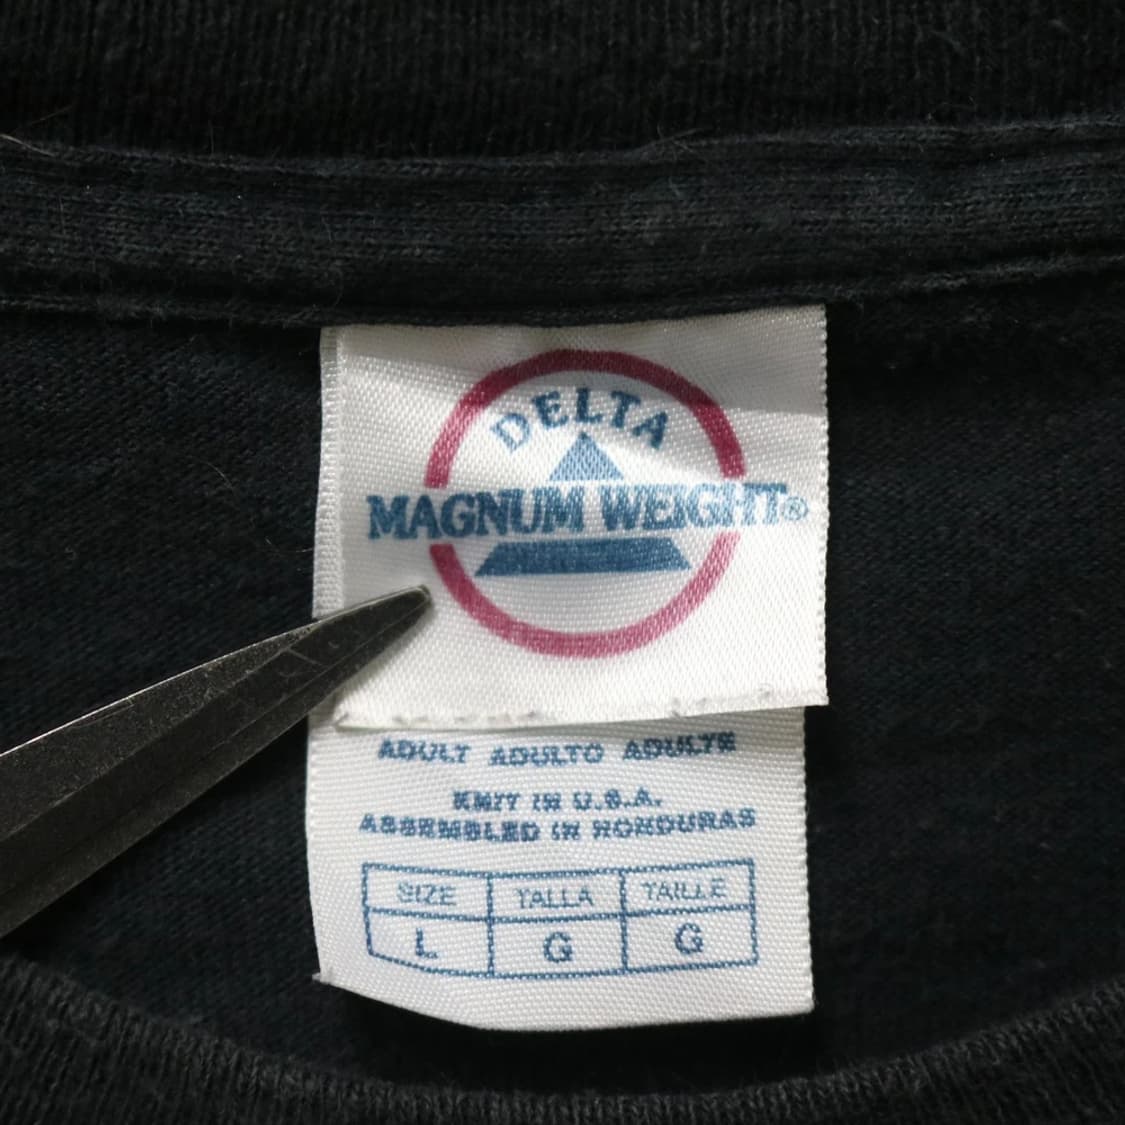 DELTA
MAGNUM WEIGHT®
ADULT ADULTO ADULTE
KNIT IN U.S.A.
ASSEMBLED IN HONDURAS
SIZE TALLA TAILLE
L G G